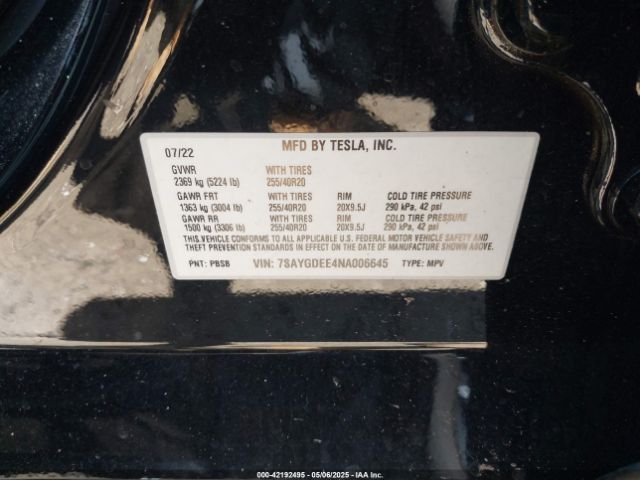 07/22 MFD BY TESLA, INC.
GVWR WITH TIRES
2369 kg (5224 lb) 255/40R20
GAWR FRT WITH TIRES RIM COLD TIRE PRESSURE
1363 kg (3004 lb) 255/40R20 20X9.5J 290 kPa, 42 psi
GAWR RR WITH TIRES RIM COLD TIRE PRESSURE
1500 kg (3306 lb) 255/40R20 20X9.5J 290 kPa, 42 psi
THIS VEHICLE CONFORMS TO ALL APPLICABLE U.S. FEDERAL MOTOR VEHICLE SAFETY AND
THEFT PREVENTION STANDARDS IN EFFECT ON THE DATE OF MANUFACTURE SHOWN ABOVE.
PNT: PBSB VIN: 7SAYGDEE4NA006645 TYPE: MPV
000-42192495 - 05/06/2025 - IAA Inc.